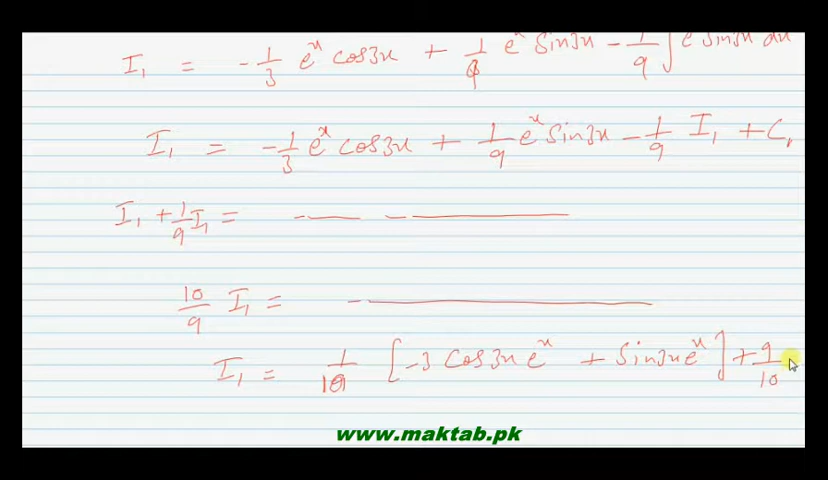 I₁ = -1/3 eˣ cos3x + 1/9 eˣ Sin3x - 1/9 ∫ eˣ sin3x dx
I₁ = -1/3 eˣ cos3x + 1/9 eˣ Sin3x - 1/9 I₁ + C₁
I₁ + 1/9 I₁ =
10/9 I₁ =
I₁ = 1/10 [-3 Cos3x eˣ + Sin3x eˣ] + 9/10
www.maktab.pk